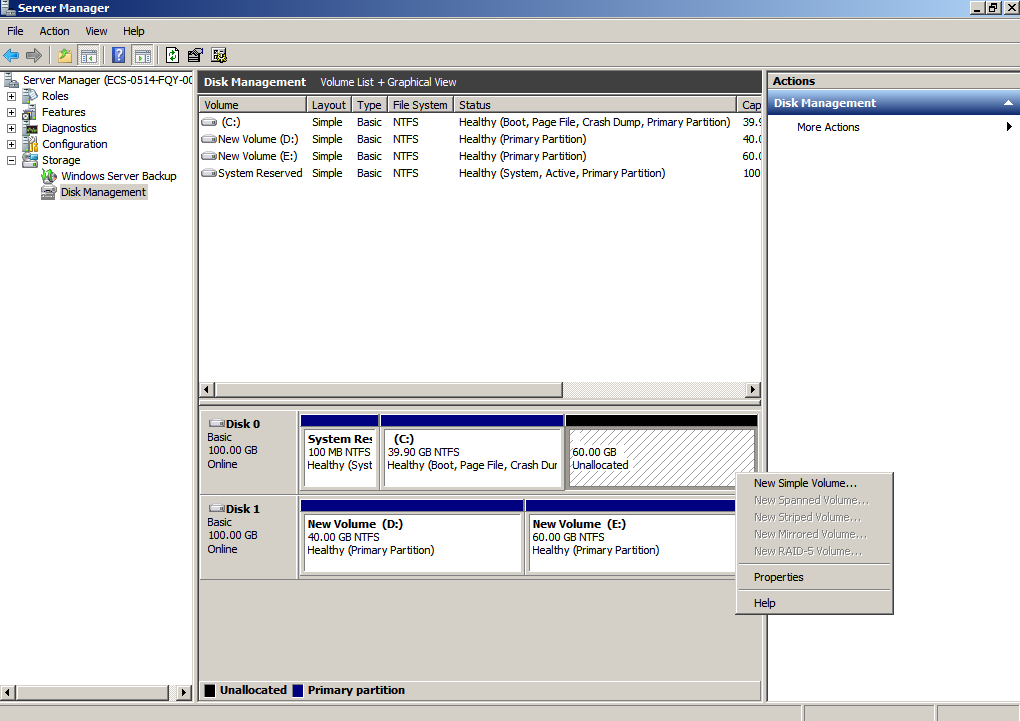 Server Manager
File Action View Help
Server Manager (ECS-0514-FQY-00
Roles
Features
Diagnostics
Configuration
Storage
Windows Server Backup
Disk Management
Disk Management Volume List + Graphical View
Volume Layout Type File System Status Cap
(C:) Simple Basic NTFS Healthy (Boot, Page File, Crash Dump, Primary Partition) 39.9
New Volume (D:) Simple Basic NTFS Healthy (Primary Partition) 40.0
New Volume (E:) Simple Basic NTFS Healthy (Primary Partition) 60.0
System Reserved Simple Basic NTFS Healthy (System, Active, Primary Partition) 100
Disk 0
Basic
100.00 GB
Online
System Res
100 MB NTFS
Healthy (Syst
(C:)
39.90 GB NTFS
Healthy (Boot, Page File, Crash Dur
60.00 GB
Unallocated
Disk 1
Basic
100.00 GB
Online
New Volume (D:)
40.00 GB NTFS
Healthy (Primary Partition)
New Volume (E:)
60.00 GB NTFS
Healthy (Primary Partition)
Unallocated Primary partition
Actions
Disk Management
More Actions
New Simple Volume...
New Spanned Volume...
New Striped Volume...
New Mirrored Volume...
New RAID-5 Volume...
Properties
Help